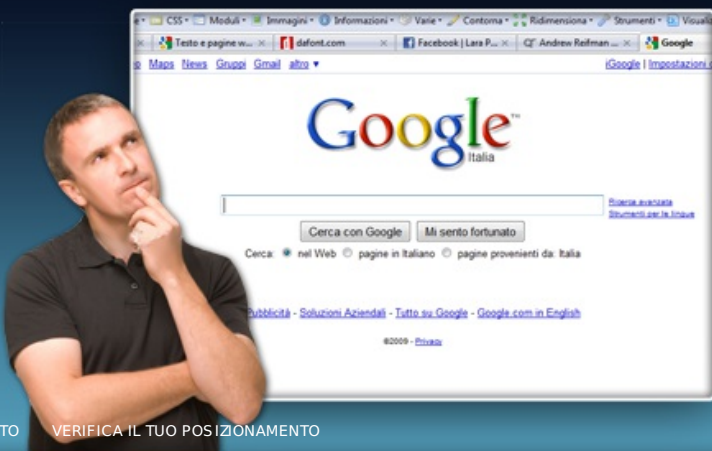 CSS Moduli Immagini Informazioni Varie Contorna Ridimensiona Strumenti
Testo e pagine w... dafont.com Facebook | Lara P... Andrew Reifman ... Google
Maps News Gruppi Gmail altro ▼ iGoogle | Impostazioni
Google™
Italia
Ricerca avanzata
Strumenti per le lingue
Cerca con Google Mi sento fortunato
Cerca: nel Web pagine in Italiano pagine provenienti da: Italia
Pubblicità - Soluzioni Aziendali - Tutto su Google - Google.com in English
©2009 - Privacy
TO VERIFICA IL TUO POSIZIONAMENTO